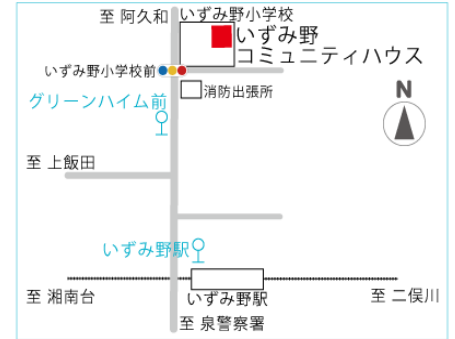 至 阿久和
いずみ野小学校
いずみ野
コミュニティハウス
いずみ野小学校前
消防出張所
グリーンハイム前
N
至 上飯田
いずみ野駅
至 湘南台
いずみ野駅
至 二俣川
至 泉警察署